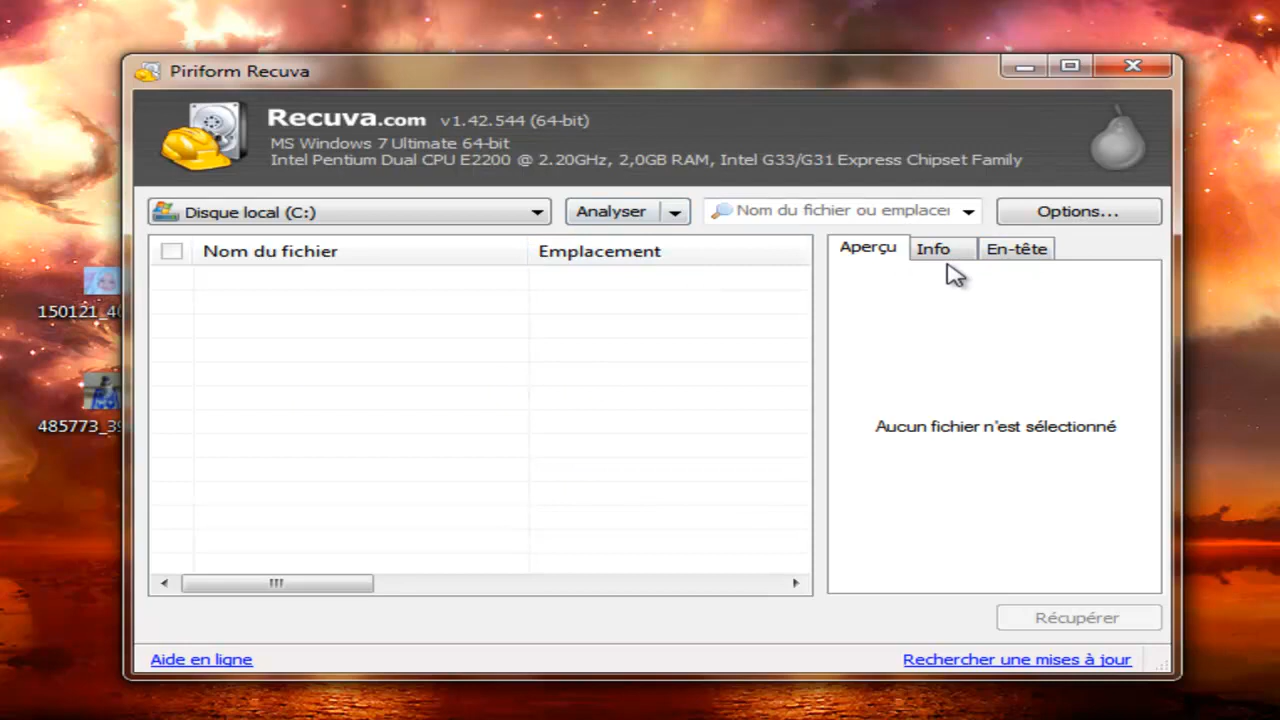 Piriform Recuva
Recuva.com v1.42.544 (64-bit)
MS Windows 7 Ultimate 64-bit
Intel Pentium Dual CPU E2200 @ 2.20GHz, 2,0GB RAM, Intel G33/G31 Express Chipset Family
Disque local (C:) Analyser Nom du fichier ou emplacer Options...
Nom du fichier Emplacement Aperçu Info En-tête
150121_4
485773_39
Aucun fichier n'est sélectionné
Récupérer
Aide en ligne Rechercher une mises à jour